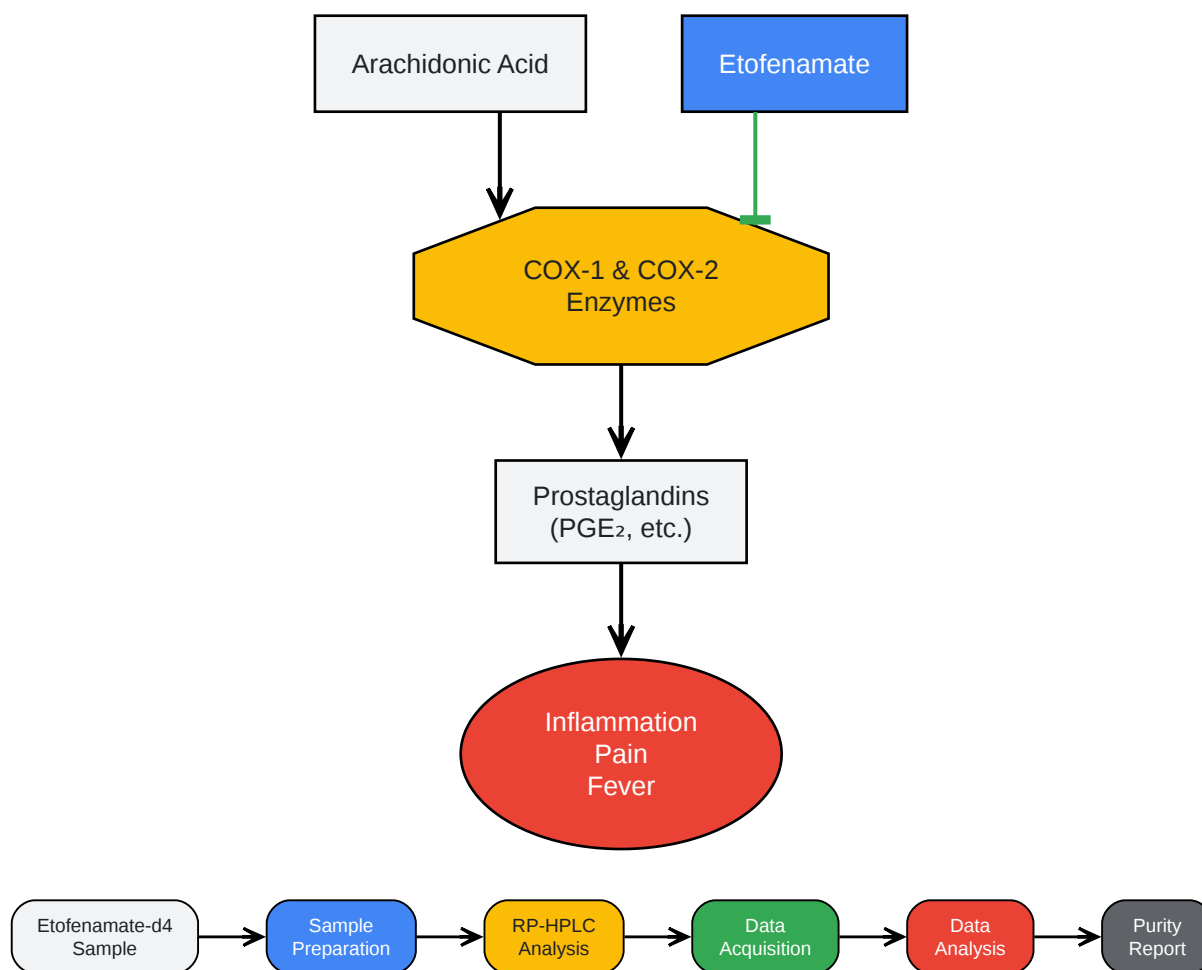 Arachidonic Acid
Etofenamate
COX-1 & COX-2
Enzymes
Prostaglandins
(PGE₂, etc.)
Inflammation
Pain
Fever
Etofenamate-d4
Sample
Sample
Preparation
RP-HPLC
Analysis
Data
Acquisition
Data
Analysis
Purity
Report